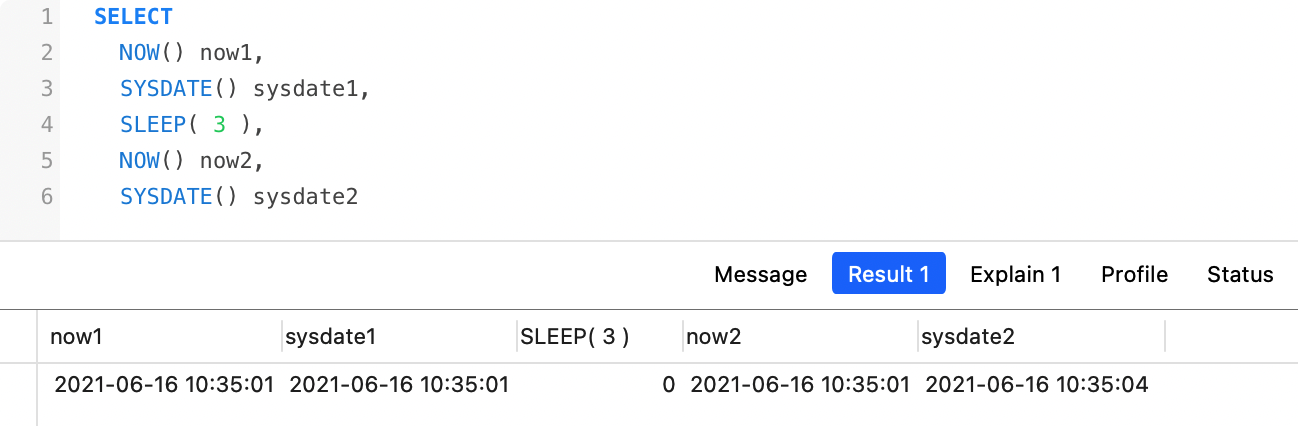 1 SELECT
2 NOW() now1,
3 SYSDATE() sysdate1,
4 SLEEP( 3 ),
5 NOW() now2,
6 SYSDATE() sysdate2
Message Result 1 Explain 1 Profile Status
now1 sysdate1 SLEEP( 3 ) now2 sysdate2
2021-06-16 10:35:01 2021-06-16 10:35:01 0 2021-06-16 10:35:01 2021-06-16 10:35:04